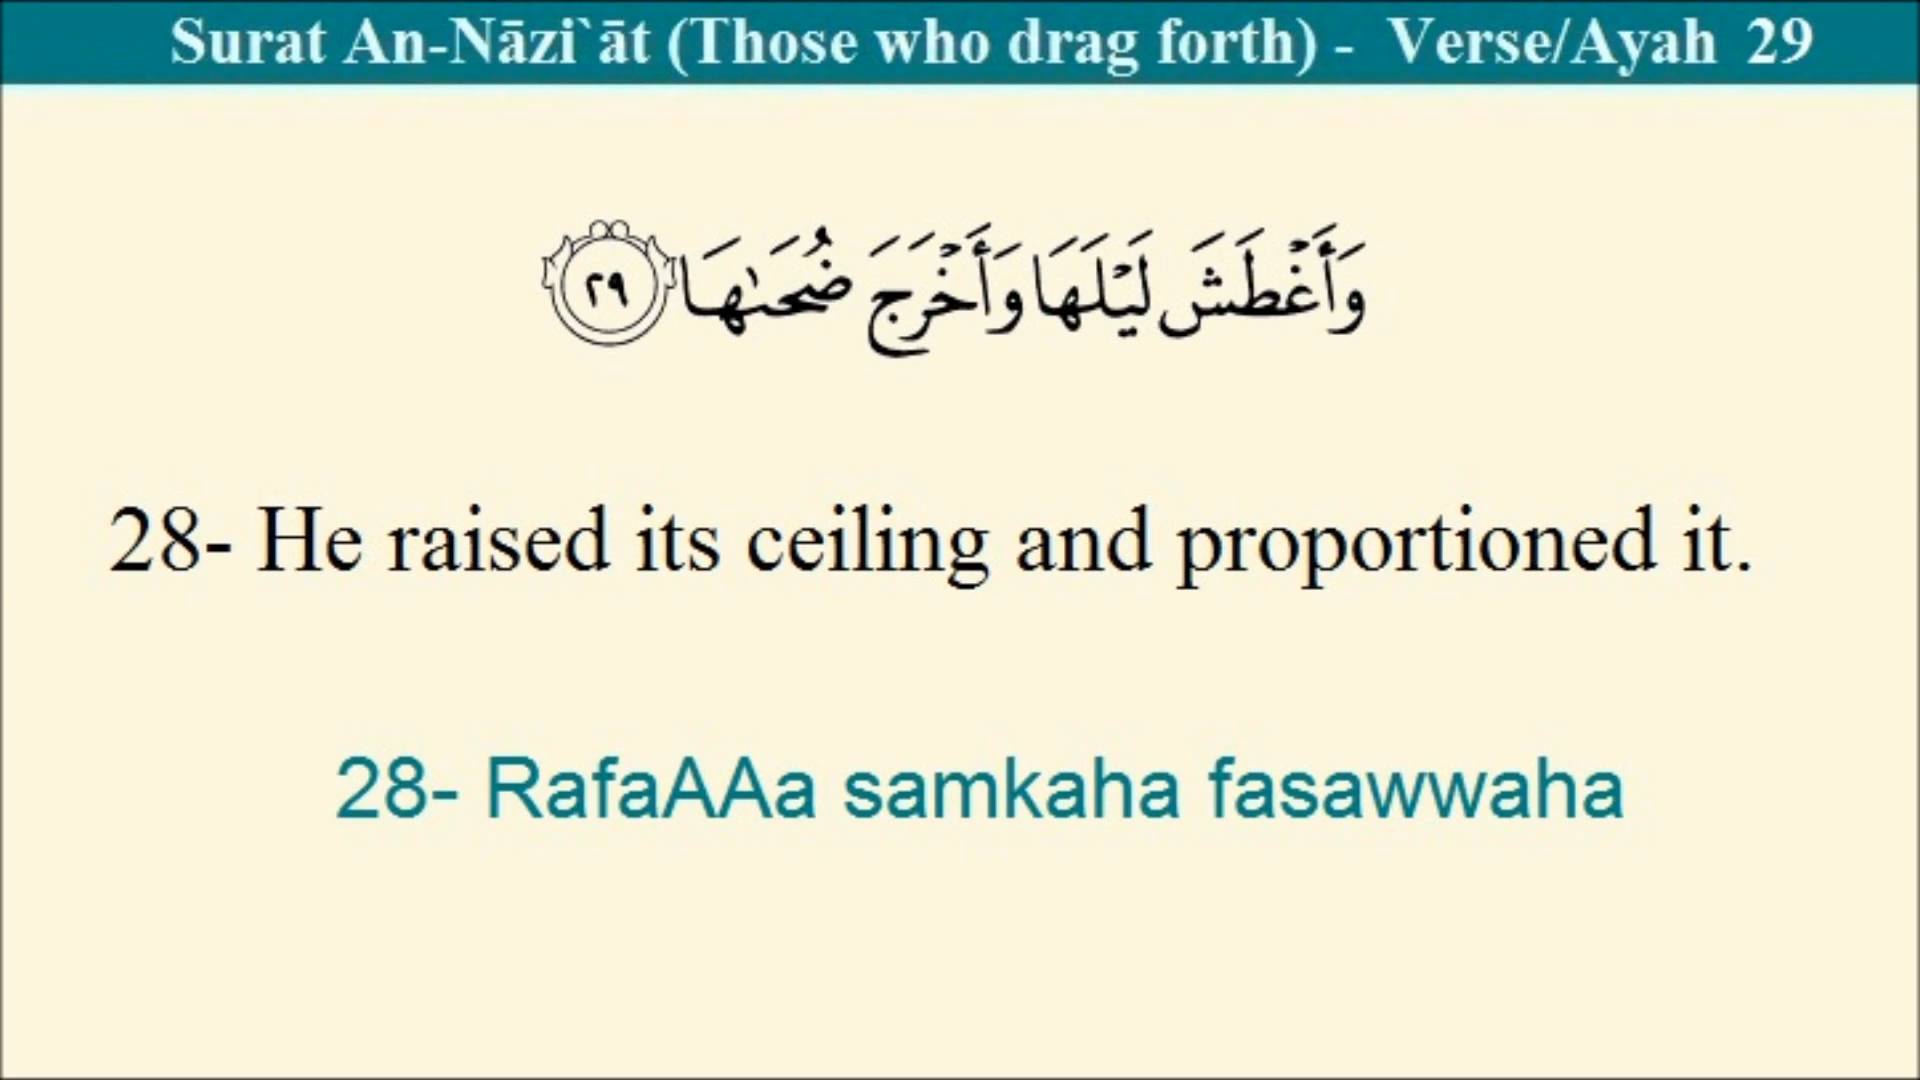 Surat An-Nāzi`āt (Those who drag forth) - Verse/Ayah 29
وَأَغْطَشَ لَيْلَهَا وَأَخْرَجَ ضُحَىٰهَا ٢٩
28- He raised its ceiling and proportioned it.
28- RafaAAa samkaha fasawwaha